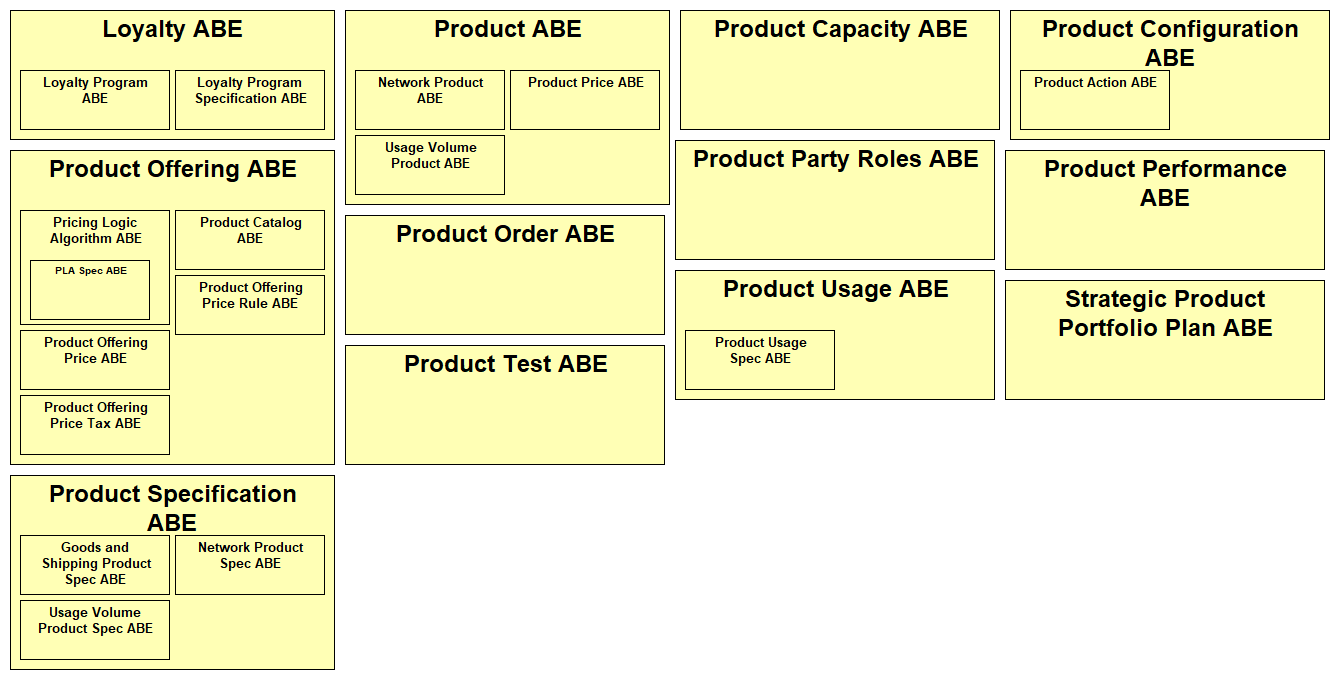 Loyalty ABE
Loyalty Program
ABE
Loyalty Program
Specification ABE
Product Offering ABE
Pricing Logic
Algorithm ABE
PLA Spec ABE
Product Catalog
ABE
Product Offering
Price Rule ABE
Product Offering
Price ABE
Product Offering
Price Tax ABE
Product Specification
ABE
Goods and
Shipping Product
Spec ABE
Network Product
Spec ABE
Usage Volume
Product Spec ABE
Product ABE
Network Product
ABE
Product Price ABE
Usage Volume
Product ABE
Product Order ABE
Product Test ABE
Product Capacity ABE
Product Party Roles ABE
Product Usage ABE
Product Usage
Spec ABE
Product Configuration
ABE
Product Action ABE
Product Performance
ABE
Strategic Product
Portfolio Plan ABE